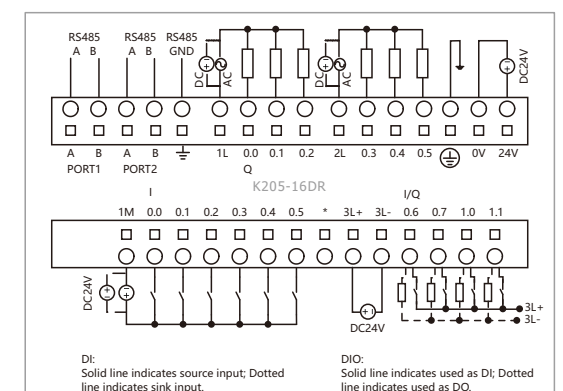 RS485 RS485 RS485
A B A B GND
DC AC DC AC DC24V
A B A B 1L 0.0 0.1 0.2 2L 0.3 0.4 0.5 0V 24V
PORT1 PORT2 Q
K205-16DR
I I/Q
1M 0.0 0.1 0.2 0.3 0.4 0.5 * 3L+ 3L- 0.6 0.7 1.0 1.1
DC24V
3L+
3L-
DC24V
DI:
Solid line indicates source input; Dotted
line indicates sink input.
DIO:
Solid line indicates used as DI; Dotted
line indicates used as DO.